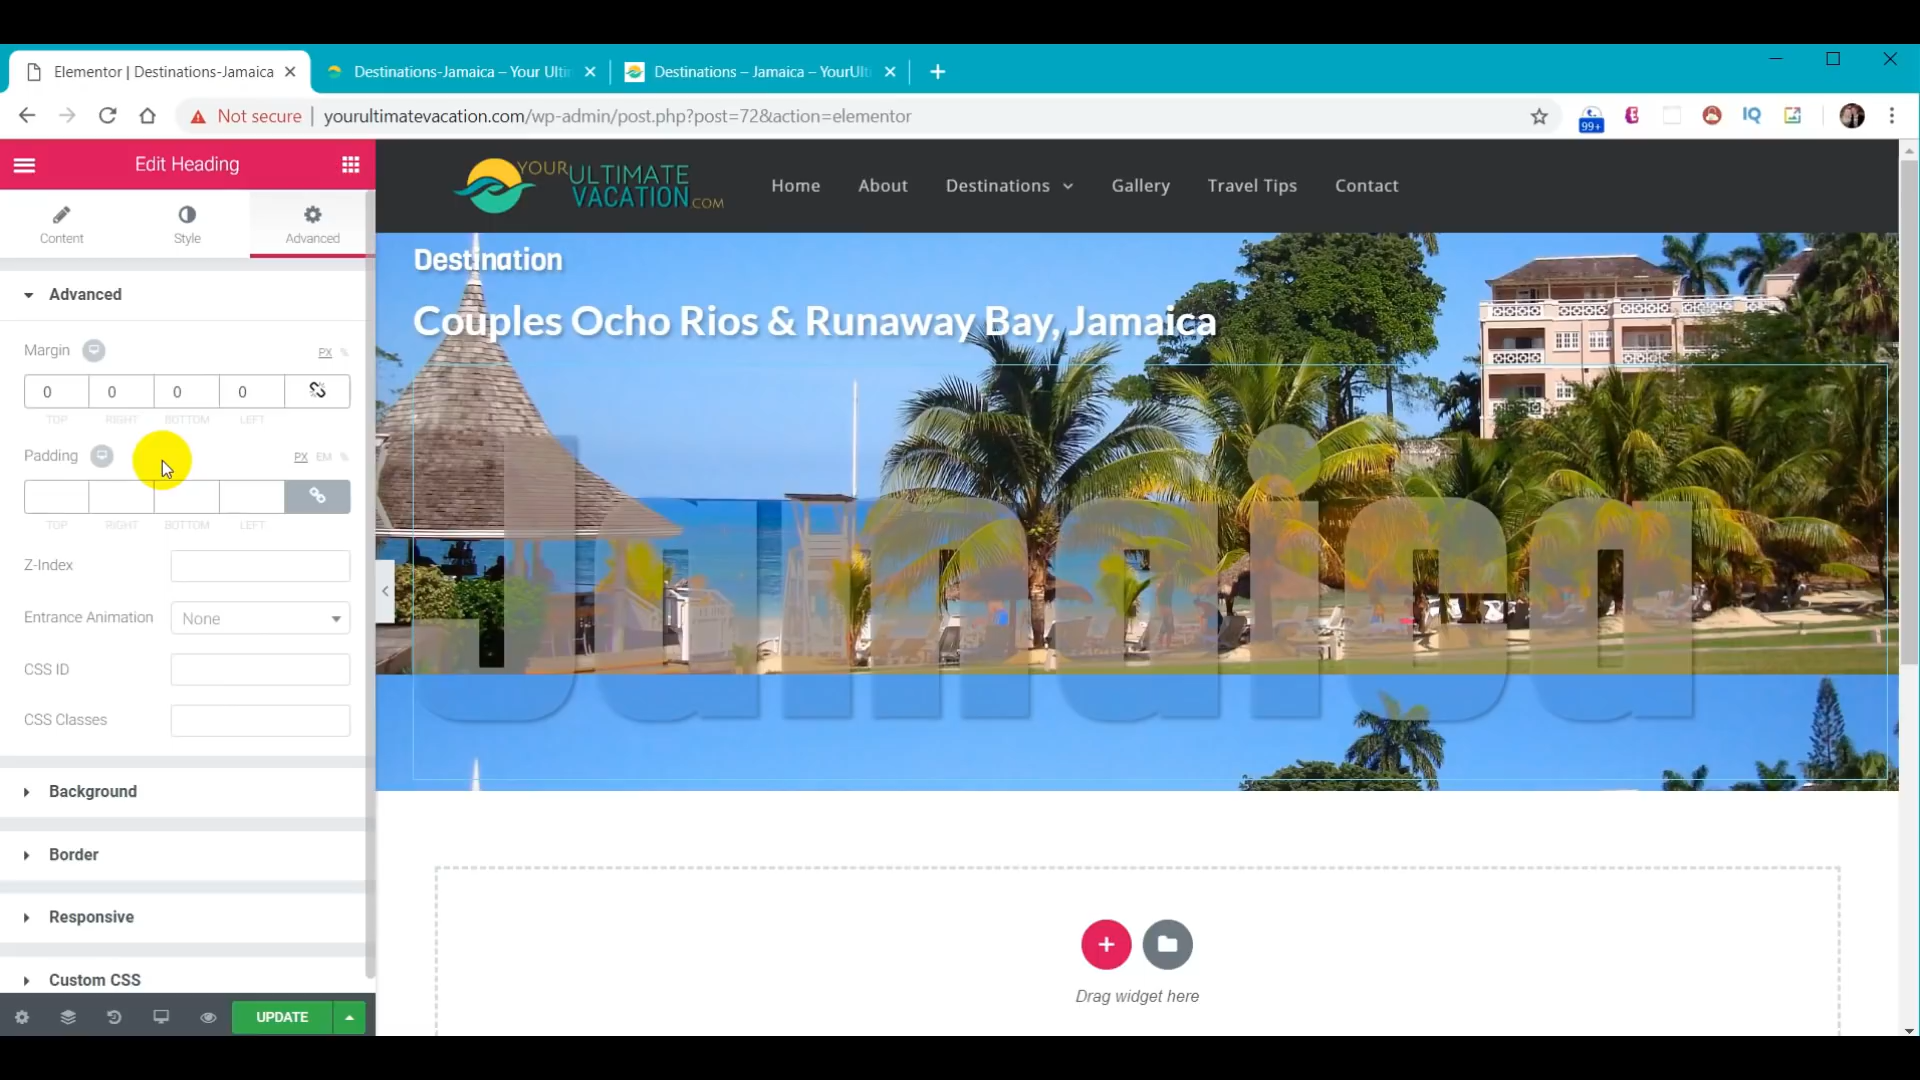 Elementor | Destinations-Jamaica
Destinations-Jamaica – Your Ulti
Destinations – Jamaica – YourUlt
Not secure
yourultimatevacation.com/wp-admin/post.php?post=72&action=elementor
99+
IQ
Edit Heading
Content
Style
Advanced
Advanced
Margin
PX %
0 0 0 0
TOP RIGHT BOTTOM LEFT
Padding
PX EM %
TOP RIGHT BOTTOM LEFT
Z-Index
Entrance Animation
None
CSS ID
CSS Classes
Background
Border
Responsive
Custom CSS
UPDATE
YOUR ULTIMATE
VACATION.COM
Home
About
Destinations
Gallery
Travel Tips
Contact
Destination
Couples Ocho Rios & Runaway Bay, Jamaica
Jamaica
Drag widget here